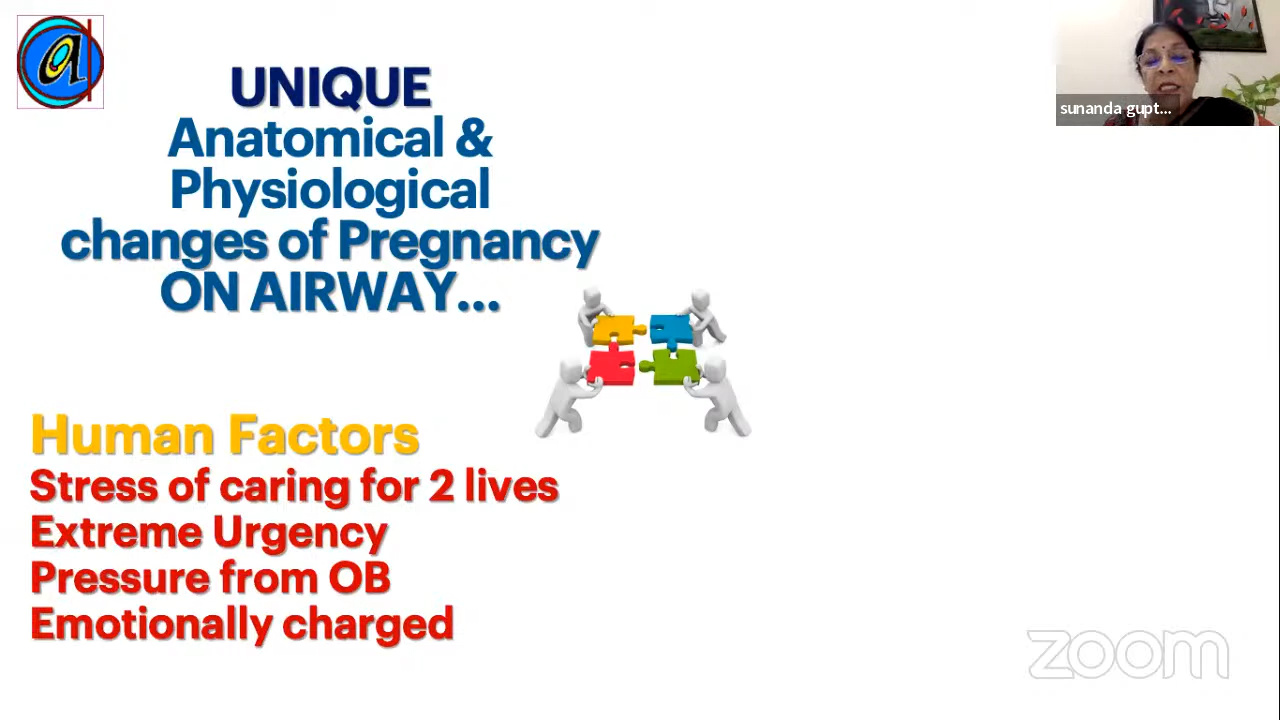 a
UNIQUE
Anatomical &
Physiological
changes of Pregnancy
ON AIRWAY...
Human Factors
Stress of caring for 2 lives
Extreme Urgency
Pressure from OB
Emotionally charged
sunanda gupt...
zoom